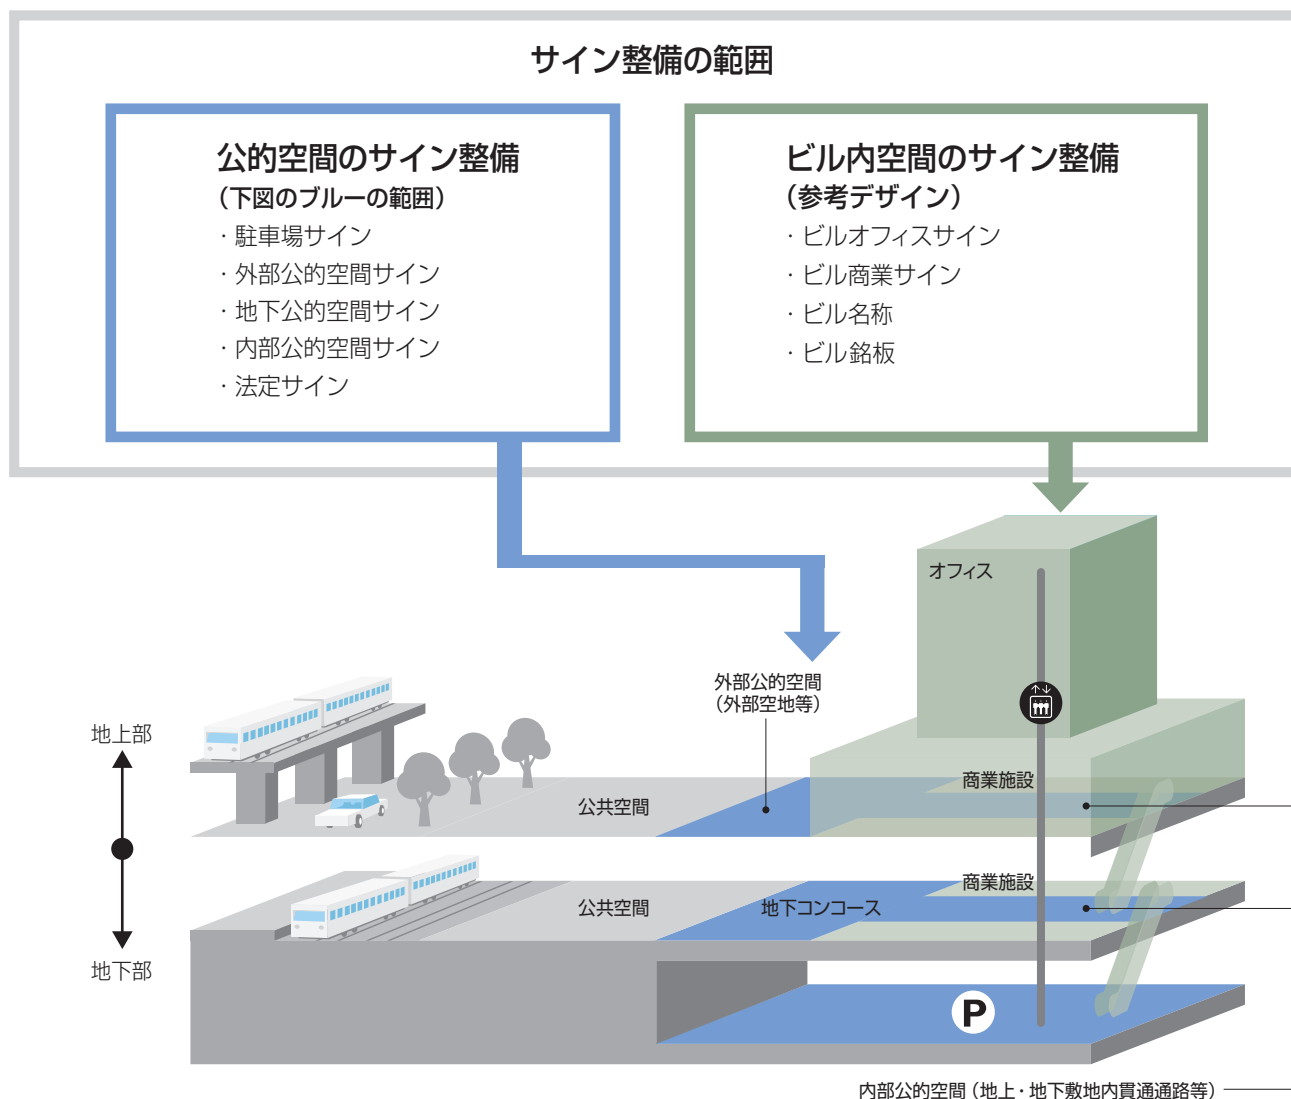 サイン整備の範囲
公的空間のサイン整備
（下図のブルーの範囲）
・駐車場サイン
・外部公的空間サイン
・地下公的空間サイン
・内部公的空間サイン
・法定サイン
ビル内空間のサイン整備
（参考デザイン）
・ビルオフィスサイン
・ビル商業サイン
・ビル名称
・ビル銘板
オフィス
外部公的空間
（外部空地等）
地上部
商業施設
公共空間
商業施設
公共空間
地下コンコース
地下部
P
内部公的空間（地上・地下敷地内貫通通路等）